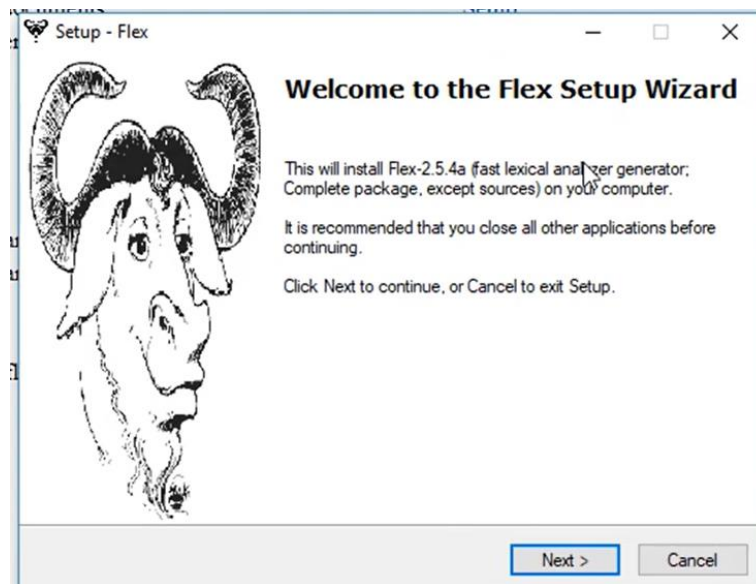 Setup - Flex
Welcome to the Flex Setup Wizard
This will install Flex-2.5.4a (fast lexical analyzer generator;
Complete package, except sources) on your computer.
It is recommended that you close all other applications before
continuing.
Click Next to continue, or Cancel to exit Setup.
Next >
Cancel